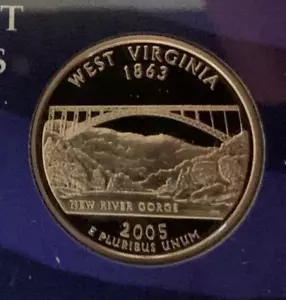 T
S
WEST VIRGINIA
1863
NEW RIVER GORGE
2005
E PLURIBUS UNUM